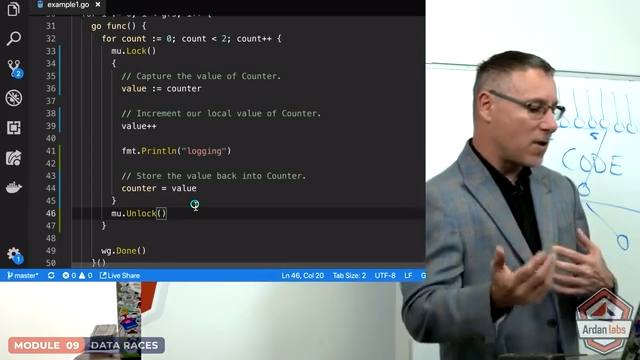 example1.go
31 go func() {
32 for count := 0; count < 2; count++ {
33 mu.Lock()
34 {
35 // Capture the value of Counter.
36 value := counter
37
38 // Increment our local value of Counter.
39 value++
40
41 fmt.Println("logging")
42
43 // Store the value back into Counter.
44 counter = value
45 }
46 mu.Unlock()
47 }
48
49 wg.Done()
50 }()
master* 0 0 Live Share Ln 46, Col 20 Tab Size: 2 UTF-8 LF
CODE
MODULE 09 DATA RACES
Ardan labs